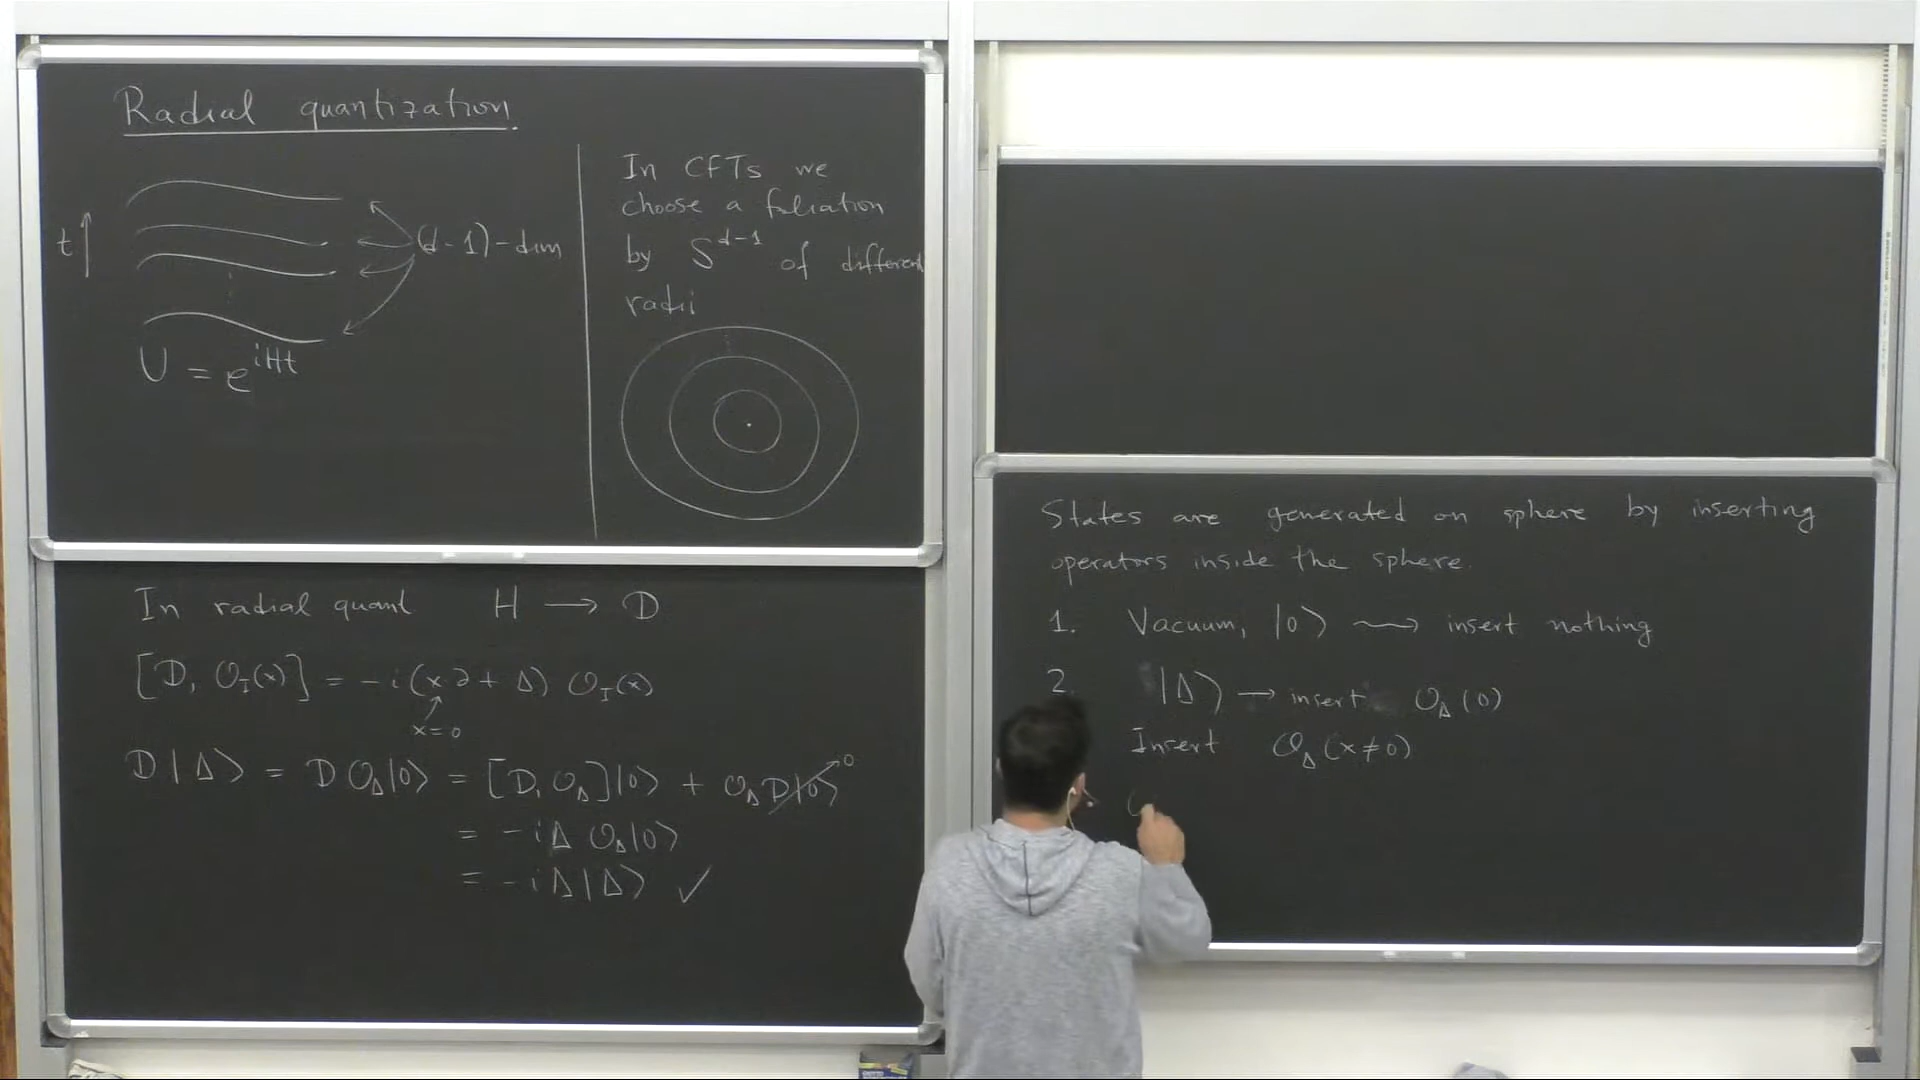 Radial quantization.
t
(d-1)-dim
U = e^{iHt}
In CFTs we
choose a foliation
by S^{d-1} of different
radii
In radial quant H → D
[D, O_I(x)] = -i(x∂ + Δ) O_I(x)
x=0
D|Δ⟩ = D O_Δ|0⟩ = [D, O_Δ]|0⟩ + O_Δ D|0⟩ 0
= -iΔ O_Δ|0⟩
= -iΔ|Δ⟩ ✓
States are generated on sphere by inserting
operators inside the sphere.
1. Vacuum, |0⟩ ⟿ insert nothing
2. |Δ⟩ → insert O_Δ(0)
Insert O_Δ(x≠0)